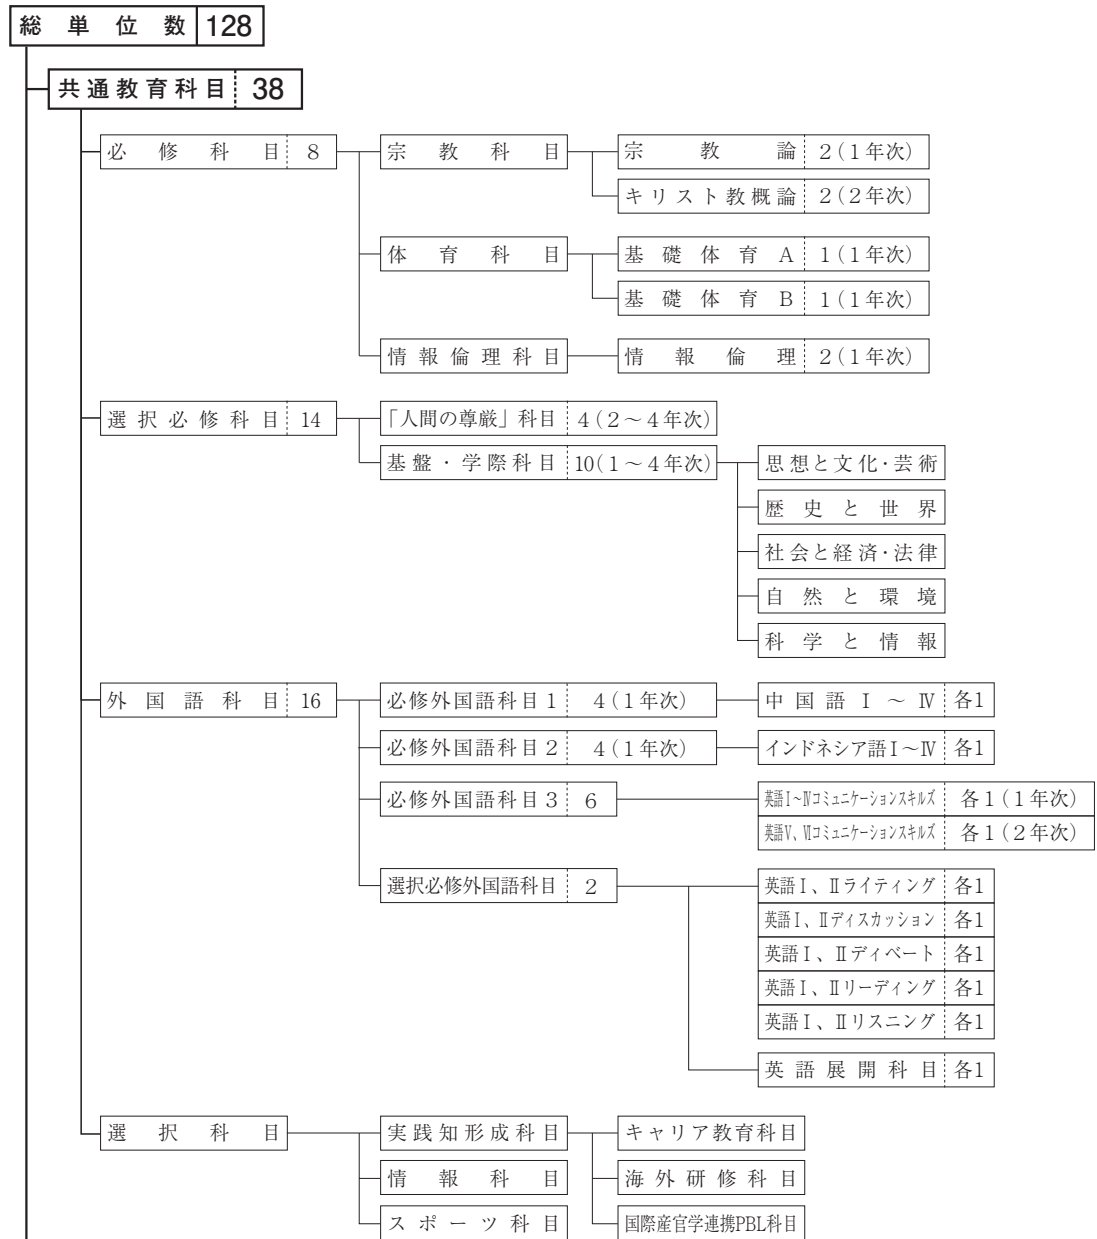 総単位数 128
共通教育科目 38
必修科目 8 宗教科目 宗教論 2(1年次)
キリスト教概論 2(2年次)
体育科目 基礎体育A 1(1年次)
基礎体育B 1(1年次)
情報倫理科目 情報倫理 2(1年次)
選択必修科目 14 「人間の尊厳」科目 4(2～4年次)
基盤・学際科目 10(1～4年次) 思想と文化・芸術
歴史と世界
社会と経済・法律
自然と環境
科学と情報
外国語科目 16 必修外国語科目1 4(1年次) 中国語Ⅰ～Ⅳ 各1
必修外国語科目2 4(1年次) インドネシア語Ⅰ～Ⅳ 各1
必修外国語科目3 6 英語Ⅰ～Ⅳコミュニケーションスキルズ 各1(1年次)
英語Ⅴ、Ⅵコミュニケーションスキルズ 各1(2年次)
選択必修外国語科目 2 英語Ⅰ、Ⅱライティング 各1
英語Ⅰ、Ⅱディスカッション 各1
英語Ⅰ、Ⅱディベート 各1
英語Ⅰ、Ⅱリーディング 各1
英語Ⅰ、Ⅱリスニング 各1
英語展開科目 各1
選択科目 実践知形成科目 キャリア教育科目
情報科目 海外研修科目
スポーツ科目 国際産官学連携PBL科目